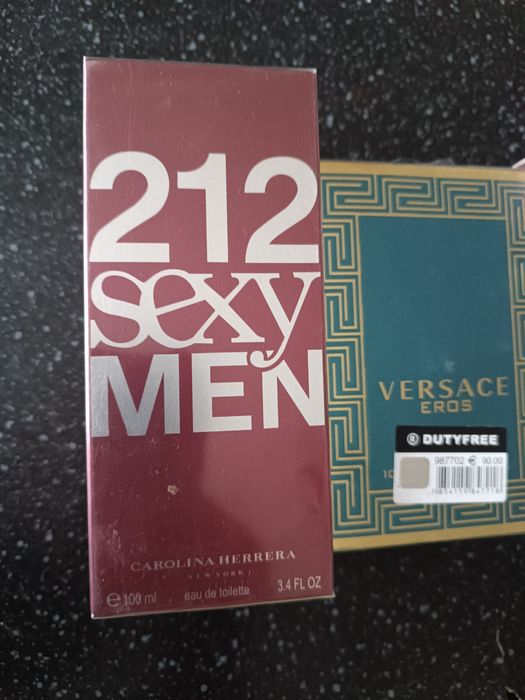 212
sexy
MEN
CAROLINA HERRERA
NEW YORK
e 100 ml eau de toilette 3.4 FL OZ
VERSACE
EROS
® DUTYFREE
987702 € 90.00